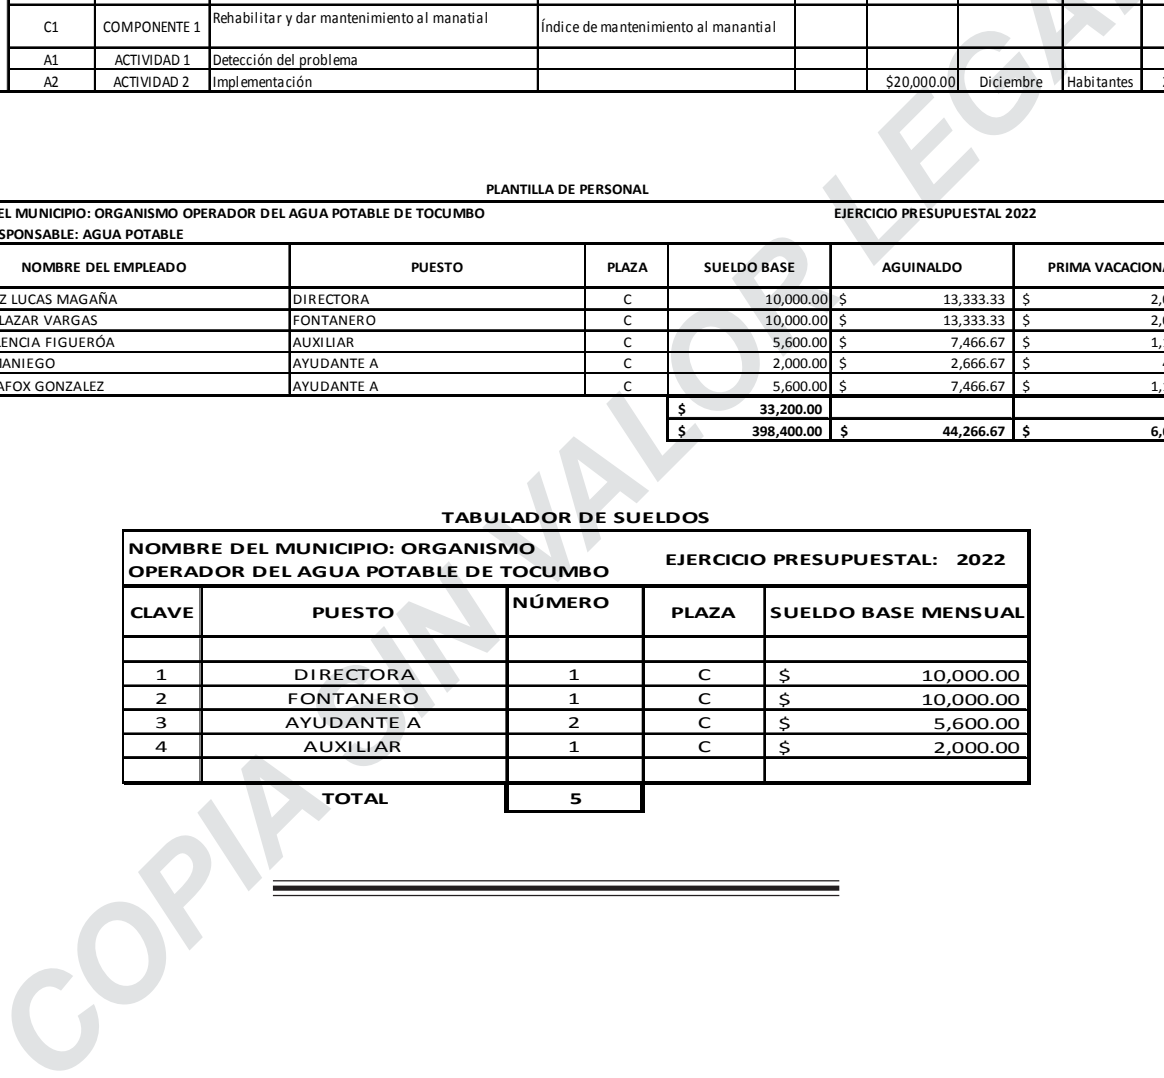 C1 COMPONENTE 1 Rehabilitar y dar mantenimiento al manatial Índice de mantenimiento al manantial
A1 ACTIVIDAD 1 Detección del problema
A2 ACTIVIDAD 2 Implementación $20,000.00 Diciembre Habitantes
PLANTILLA DE PERSONAL
EL MUNICIPIO: ORGANISMO OPERADOR DEL AGUA POTABLE DE TOCUMBO EJERCICIO PRESUPUESTAL 2022
SPONSABLE: AGUA POTABLE
NOMBRE DEL EMPLEADO PUESTO PLAZA SUELDO BASE AGUINALDO PRIMA VACACIONA
Z LUCAS MAGAÑA DIRECTORA C 10,000.00 $ 13,333.33 $ 2,
LAZAR VARGAS FONTANERO C 10,000.00 $ 13,333.33 $ 2,
ENCIA FIGUERÓA AUXILIAR C 5,600.00 $ 7,466.67 $ 1,
MANIEGO AYUDANTE A C 2,000.00 $ 2,666.67 $
AFOX GONZALEZ AYUDANTE A C 5,600.00 $ 7,466.67 $ 1,
$ 33,200.00
$ 398,400.00 $ 44,266.67 $ 6,
TABULADOR DE SUELDOS
NOMBRE DEL MUNICIPIO: ORGANISMO
OPERADOR DEL AGUA POTABLE DE TOCUMBO EJERCICIO PRESUPUESTAL: 2022
CLAVE PUESTO NÚMERO PLAZA SUELDO BASE MENSUAL
1 DIRECTORA 1 C $ 10,000.00
2 FONTANERO 1 C $ 10,000.00
3 AYUDANTE A 2 C $ 5,600.00
4 AUXILIAR 1 C $ 2,000.00
TOTAL 5
COPIA SIN VALOR LEGAL